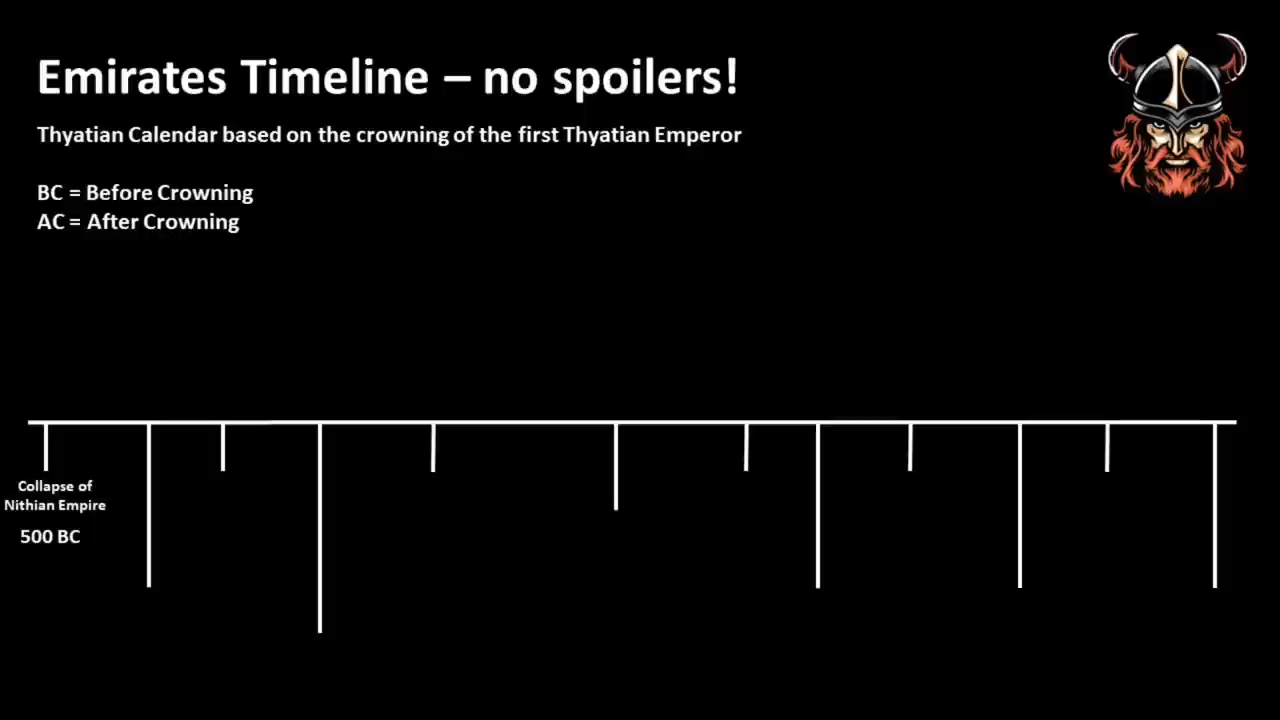 Emirates Timeline – no spoilers!
Thyatian Calendar based on the crowning of the first Thyatian Emperor
BC = Before Crowning
AC = After Crowning
Collapse of
Nithian Empire
500 BC